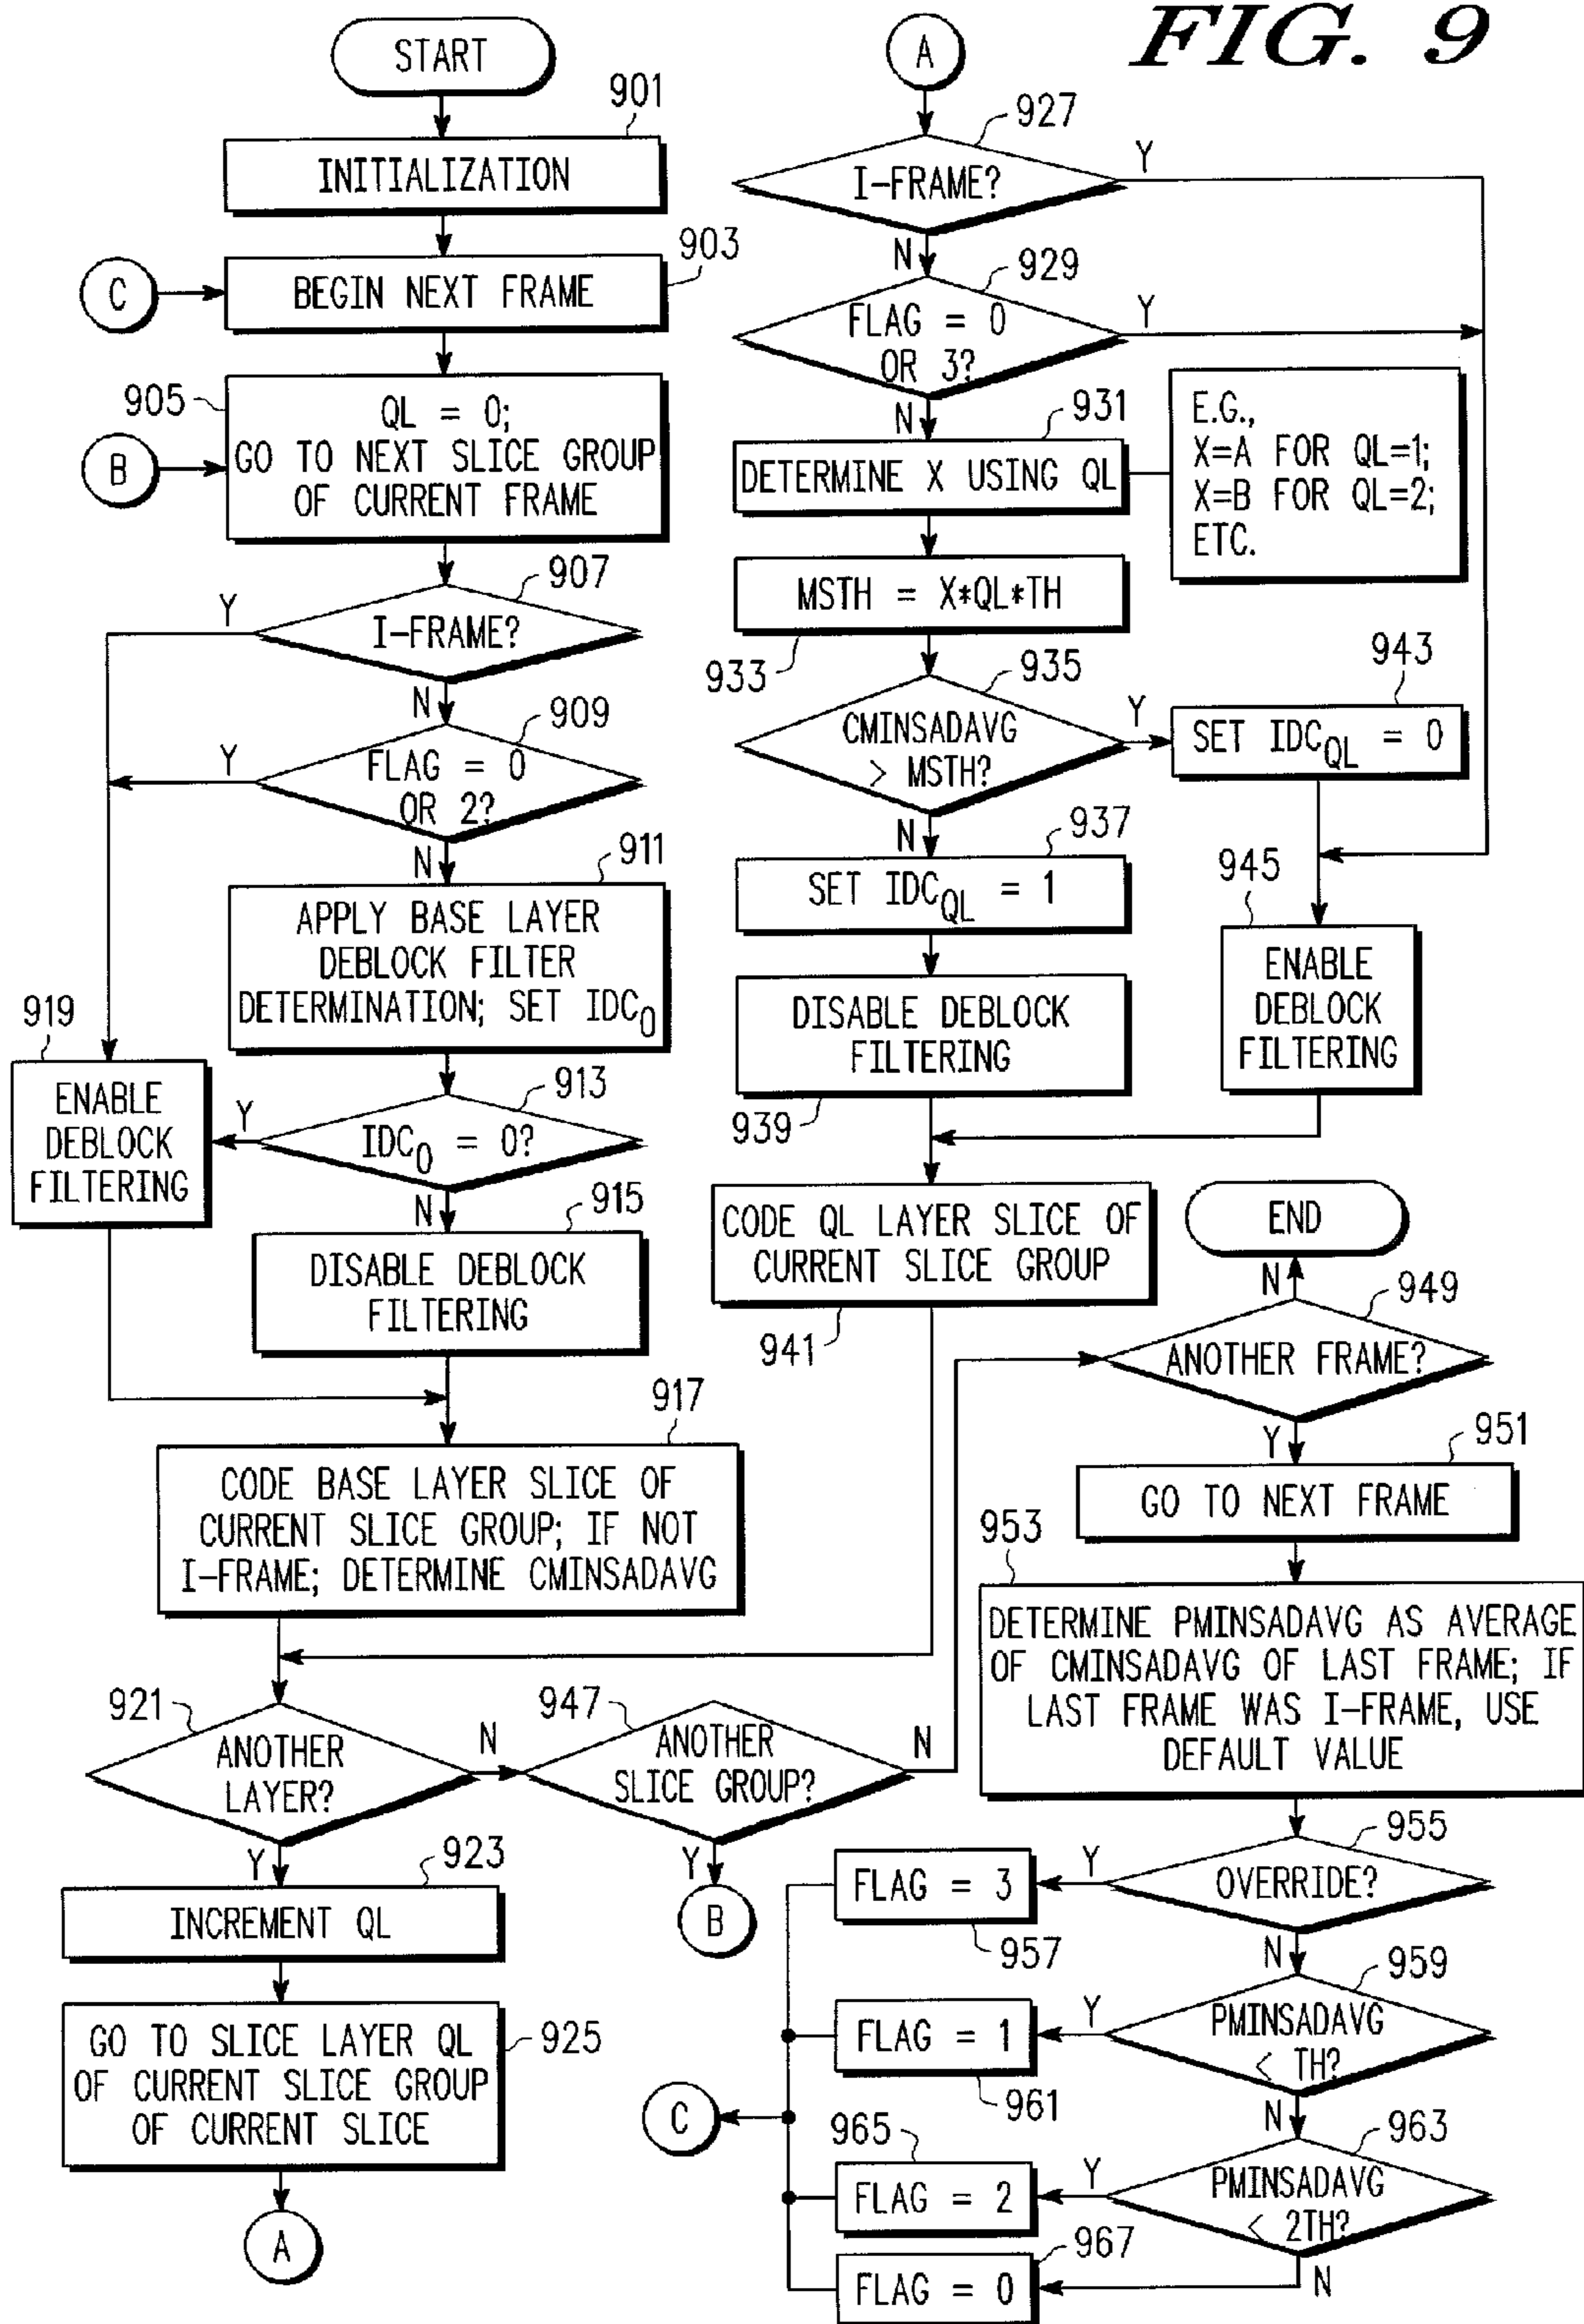 FIG. 9
START
901
INITIALIZATION
903
C
BEGIN NEXT FRAME
905
QL = 0;
GO TO NEXT SLICE GROUP
OF CURRENT FRAME
B
907
I-FRAME?
Y
N
909
FLAG = 0
OR 2?
Y
N
911
APPLY BASE LAYER
DEBLOCK FILTER
DETERMINATION; SET IDC0
919
ENABLE
DEBLOCK
FILTERING
913
IDC0 = 0?
Y
N
915
DISABLE DEBLOCK
FILTERING
917
CODE BASE LAYER SLICE OF
CURRENT SLICE GROUP; IF NOT
I-FRAME; DETERMINE CMINSADAVG
921
ANOTHER
LAYER?
N
Y
923
INCREMENT QL
GO TO SLICE LAYER QL
OF CURRENT SLICE GROUP
OF CURRENT SLICE
925
A
A
927
I-FRAME?
Y
N
929
FLAG = 0
OR 3?
Y
N
931
DETERMINE X USING QL
E.G.,
X=A FOR QL=1;
X=B FOR QL=2;
ETC.
MSTH = X*QL*TH
933
935
CMINSADAVG
> MSTH?
Y
N
943
SET IDCQL = 0
937
SET IDCQL = 1
945
ENABLE
DEBLOCK
FILTERING
DISABLE DEBLOCK
FILTERING
939
CODE QL LAYER SLICE OF
CURRENT SLICE GROUP
941
947
ANOTHER
SLICE GROUP?
N
Y
B
END
N
949
ANOTHER FRAME?
Y
951
GO TO NEXT FRAME
953
DETERMINE PMINSADAVG AS AVERAGE
OF CMINSADAVG OF LAST FRAME; IF
LAST FRAME WAS I-FRAME, USE
DEFAULT VALUE
955
OVERRIDE?
Y
FLAG = 3
957
N
959
PMINSADAVG
< TH?
Y
FLAG = 1
961
N
C
963
PMINSADAVG
< 2TH?
Y
965
FLAG = 2
N
967
FLAG = 0